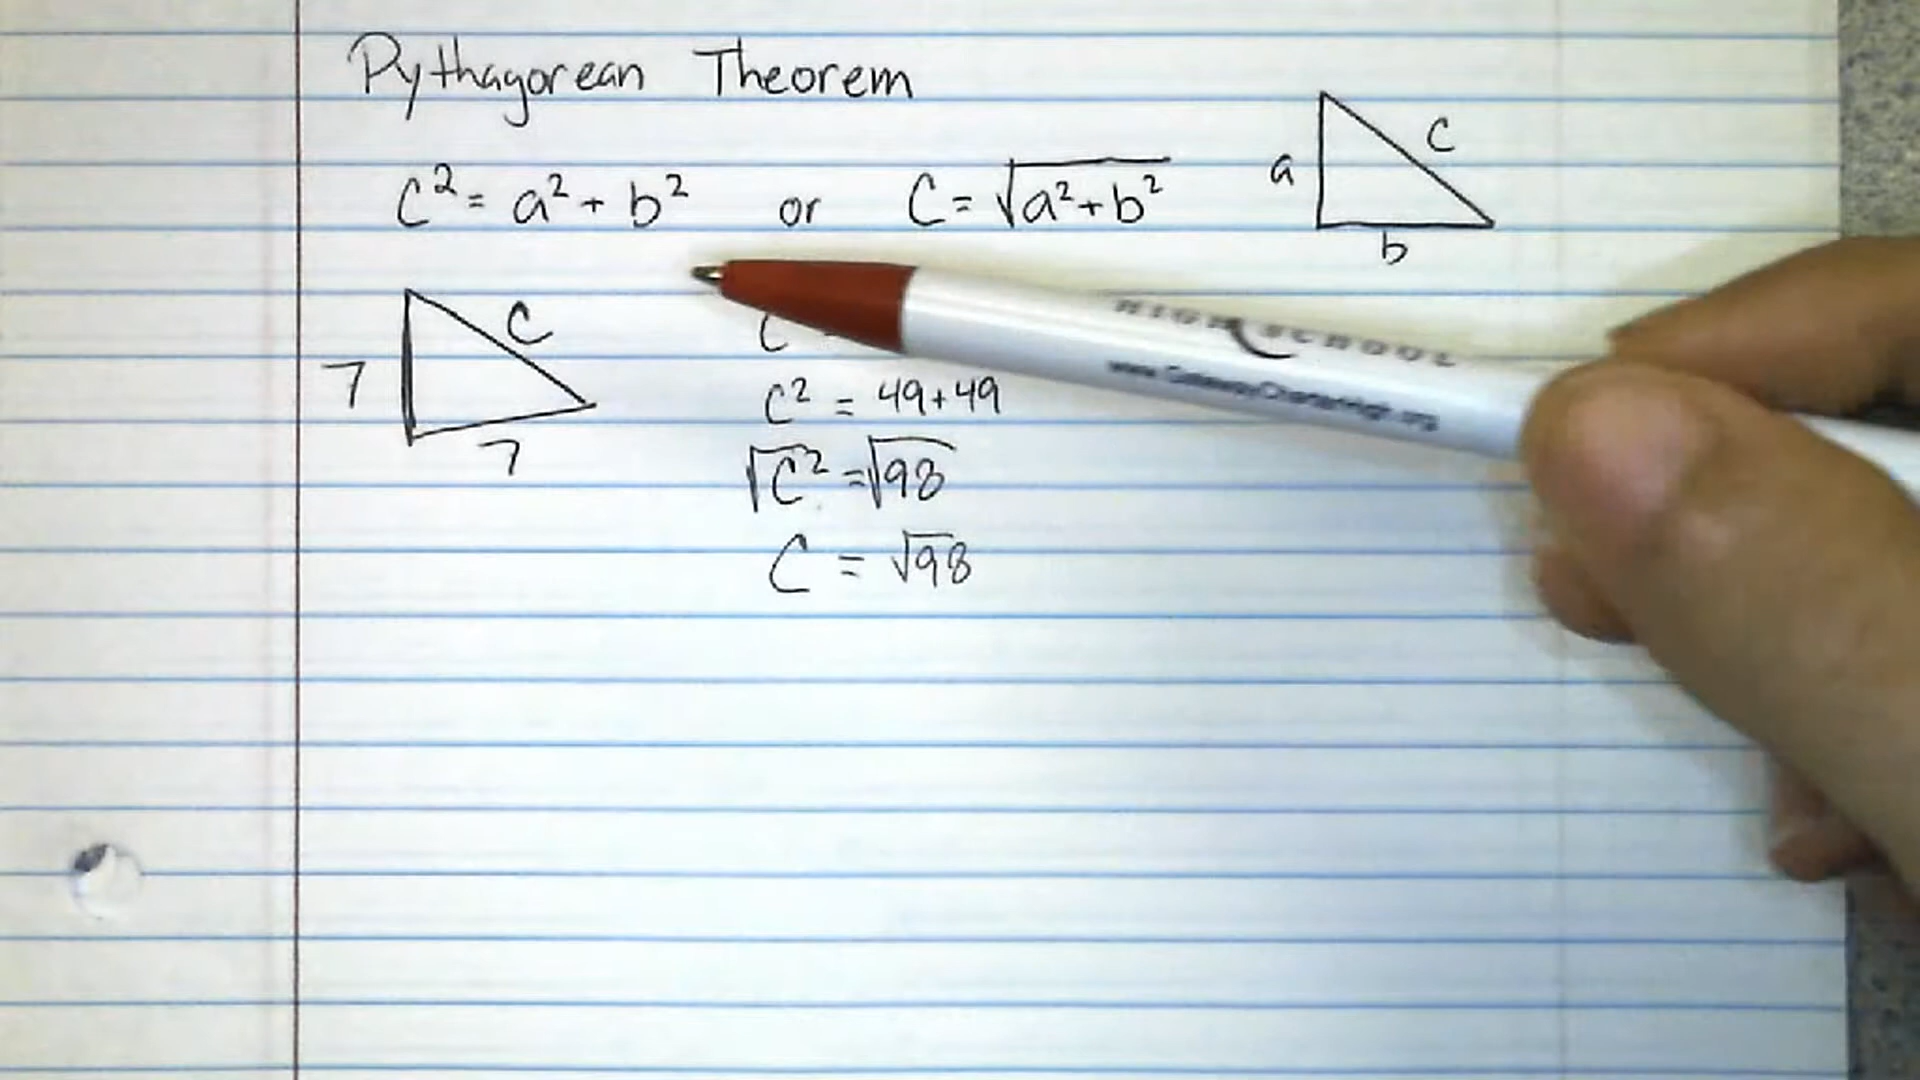 Pythagorean Theorem
c² = a² + b² or c = √a²+b²
a
c
b
7
c
7
c
c² = 49+49
√c² = √98
c = √98
HIGH SCHOOL